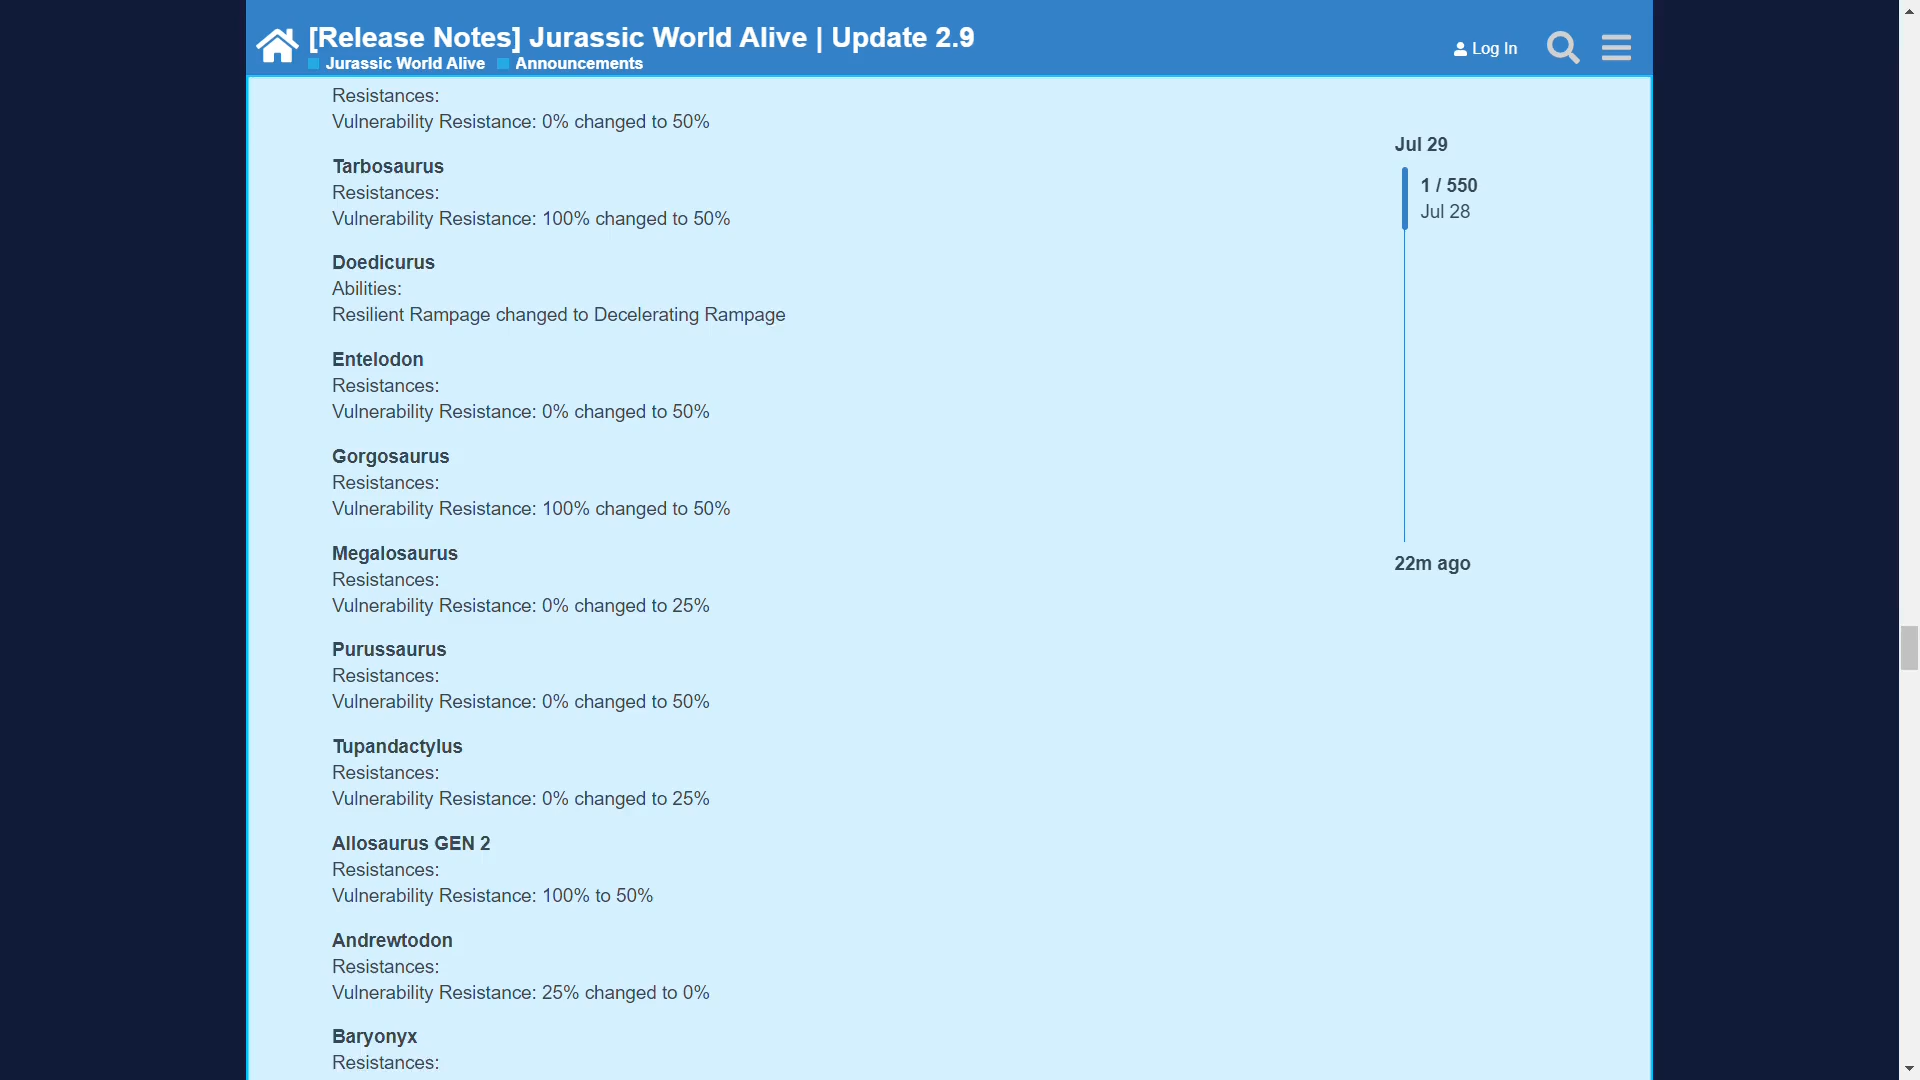 [Release Notes] Jurassic World Alive | Update 2.9
Jurassic World Alive Announcements
Log In
Resistances:
Vulnerability Resistance: 0% changed to 50%
Tarbosaurus
Resistances:
Vulnerability Resistance: 100% changed to 50%
Doedicurus
Abilities:
Resilient Rampage changed to Decelerating Rampage
Entelodon
Resistances:
Vulnerability Resistance: 0% changed to 50%
Gorgosaurus
Resistances:
Vulnerability Resistance: 100% changed to 50%
Megalosaurus
Resistances:
Vulnerability Resistance: 0% changed to 25%
Purussaurus
Resistances:
Vulnerability Resistance: 0% changed to 50%
Tupandactylus
Resistances:
Vulnerability Resistance: 0% changed to 25%
Allosaurus GEN 2
Resistances:
Vulnerability Resistance: 100% to 50%
Andrewtodon
Resistances:
Vulnerability Resistance: 25% changed to 0%
Baryonyx
Resistances:
Jul 29
1 / 550
Jul 28
22m ago